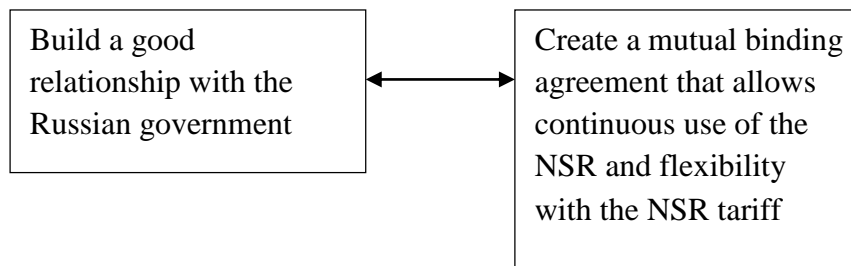 Build a good
relationship with the
Russian government
Create a mutual binding
agreement that allows
continuous use of the
NSR and flexibility
with the NSR tariff